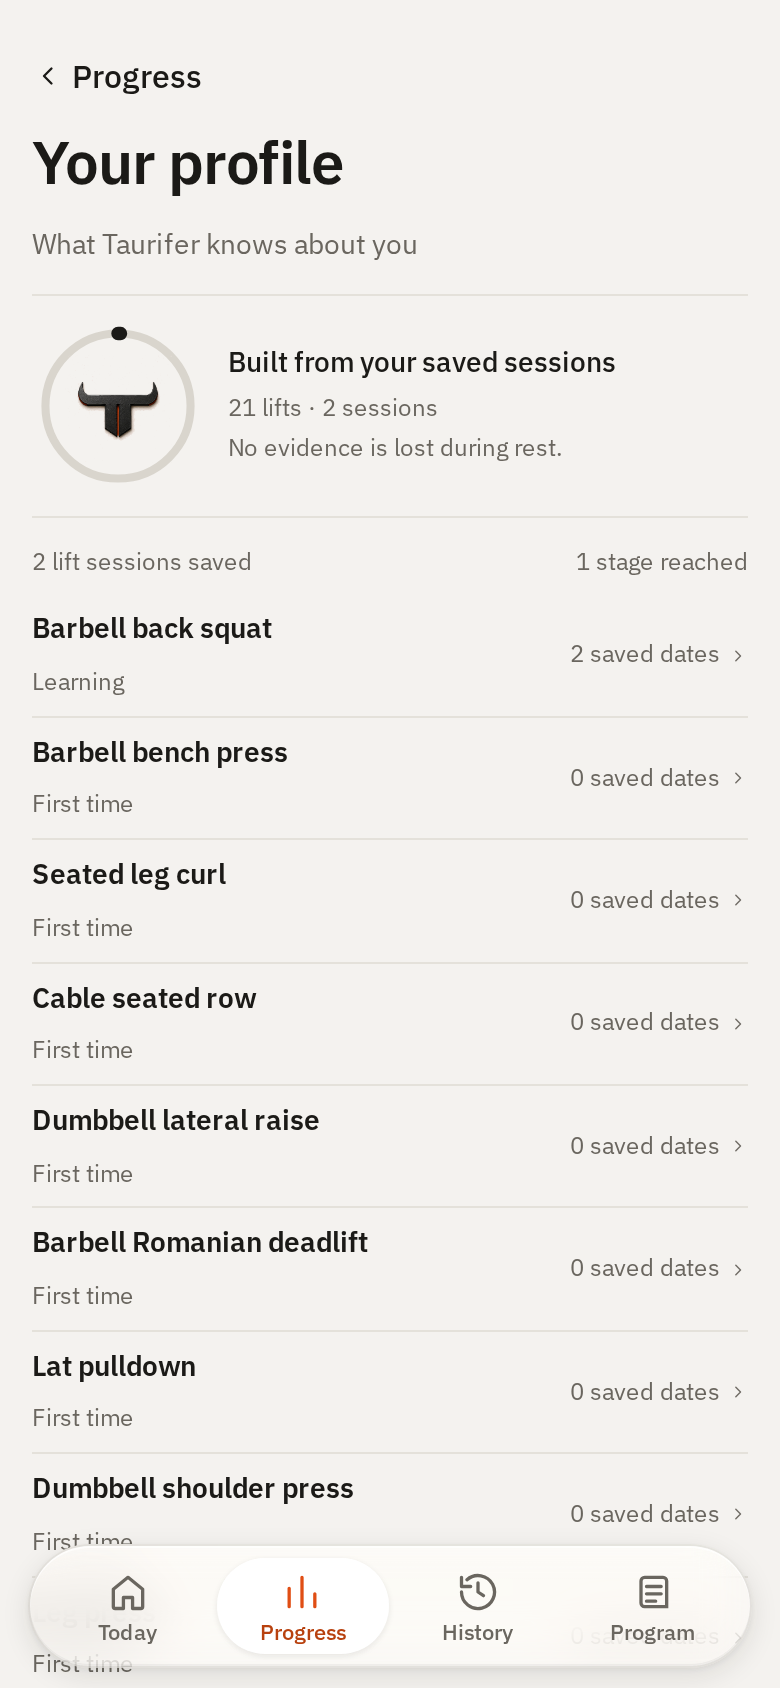 Progress
Your profile
What Taurifer knows about you
Built from your saved sessions
21 lifts · 2 sessions
No evidence is lost during rest.
2 lift sessions saved
1 stage reached
Barbell back squat
2 saved dates
Learning
Barbell bench press
0 saved dates
First time
Seated leg curl
0 saved dates
First time
Cable seated row
0 saved dates
First time
Dumbbell lateral raise
0 saved dates
First time
Barbell Romanian deadlift
0 saved dates
First time
Lat pulldown
0 saved dates
First time
Dumbbell shoulder press
0 saved dates
First time
0 saved dates
Today
Progress
History
Program
First time